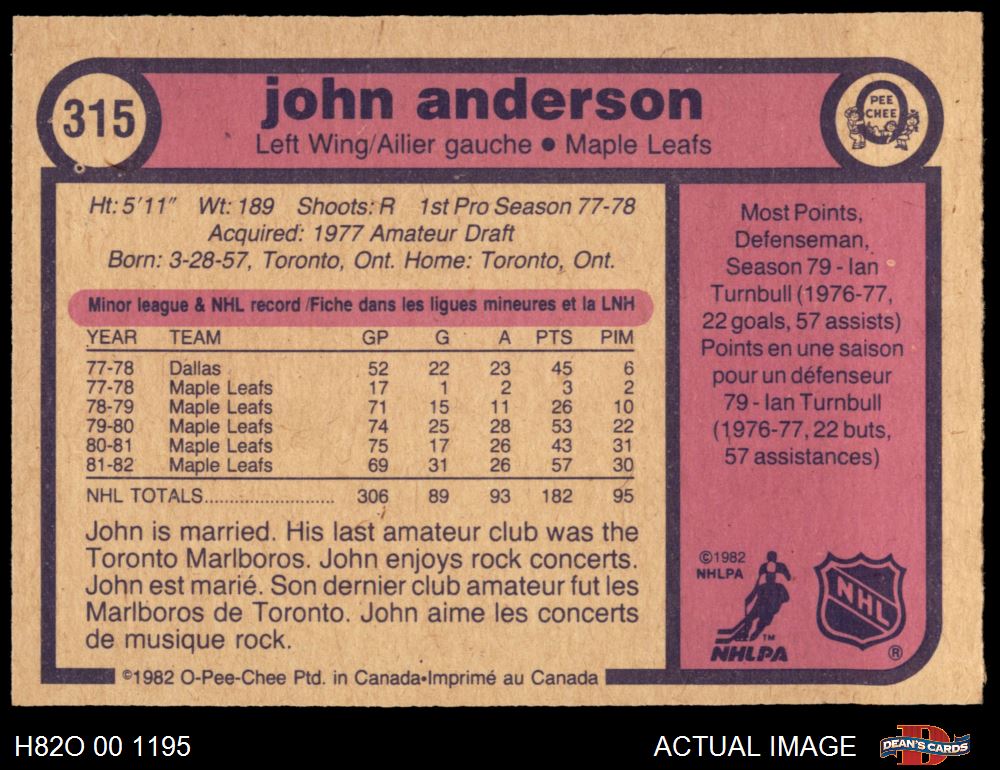 315
john anderson
Left Wing/Ailier gauche • Maple Leafs
O
PEE
CHEE
Ht: 5'11" Wt: 189 Shoots: R 1st Pro Season 77-78
Acquired: 1977 Amateur Draft
Born: 3-28-57, Toronto, Ont. Home: Toronto, Ont.
Minor league & NHL record /Fiche dans les ligues mineures et la LNH
YEAR TEAM GP G A PTS PIM
77-78 Dallas 52 22 23 45 6
77-78 Maple Leafs 17 1 2 3 2
78-79 Maple Leafs 71 15 11 26 10
79-80 Maple Leafs 74 25 28 53 22
80-81 Maple Leafs 75 17 26 43 31
81-82 Maple Leafs 69 31 26 57 30
NHL TOTALS............................ 306 89 93 182 95
John is married. His last amateur club was the
Toronto Marlboros. John enjoys rock concerts.
John est marié. Son dernier club amateur fut les
Marlboros de Toronto. John aime les concerts
de musique rock.
©1982 O-Pee-Chee Ptd. in Canada•Imprimé au Canada
Most Points,
Defenseman,
Season 79 - Ian
Turnbull (1976-77,
22 goals, 57 assists)
Points en une saison
pour un défenseur
79 - Ian Turnbull
(1976-77, 22 buts,
57 assistances)
©1982
NHLPA
TM
NHLPA
NHL
®
H82O 00 1195
ACTUAL IMAGE
D
DEAN'S CARDS